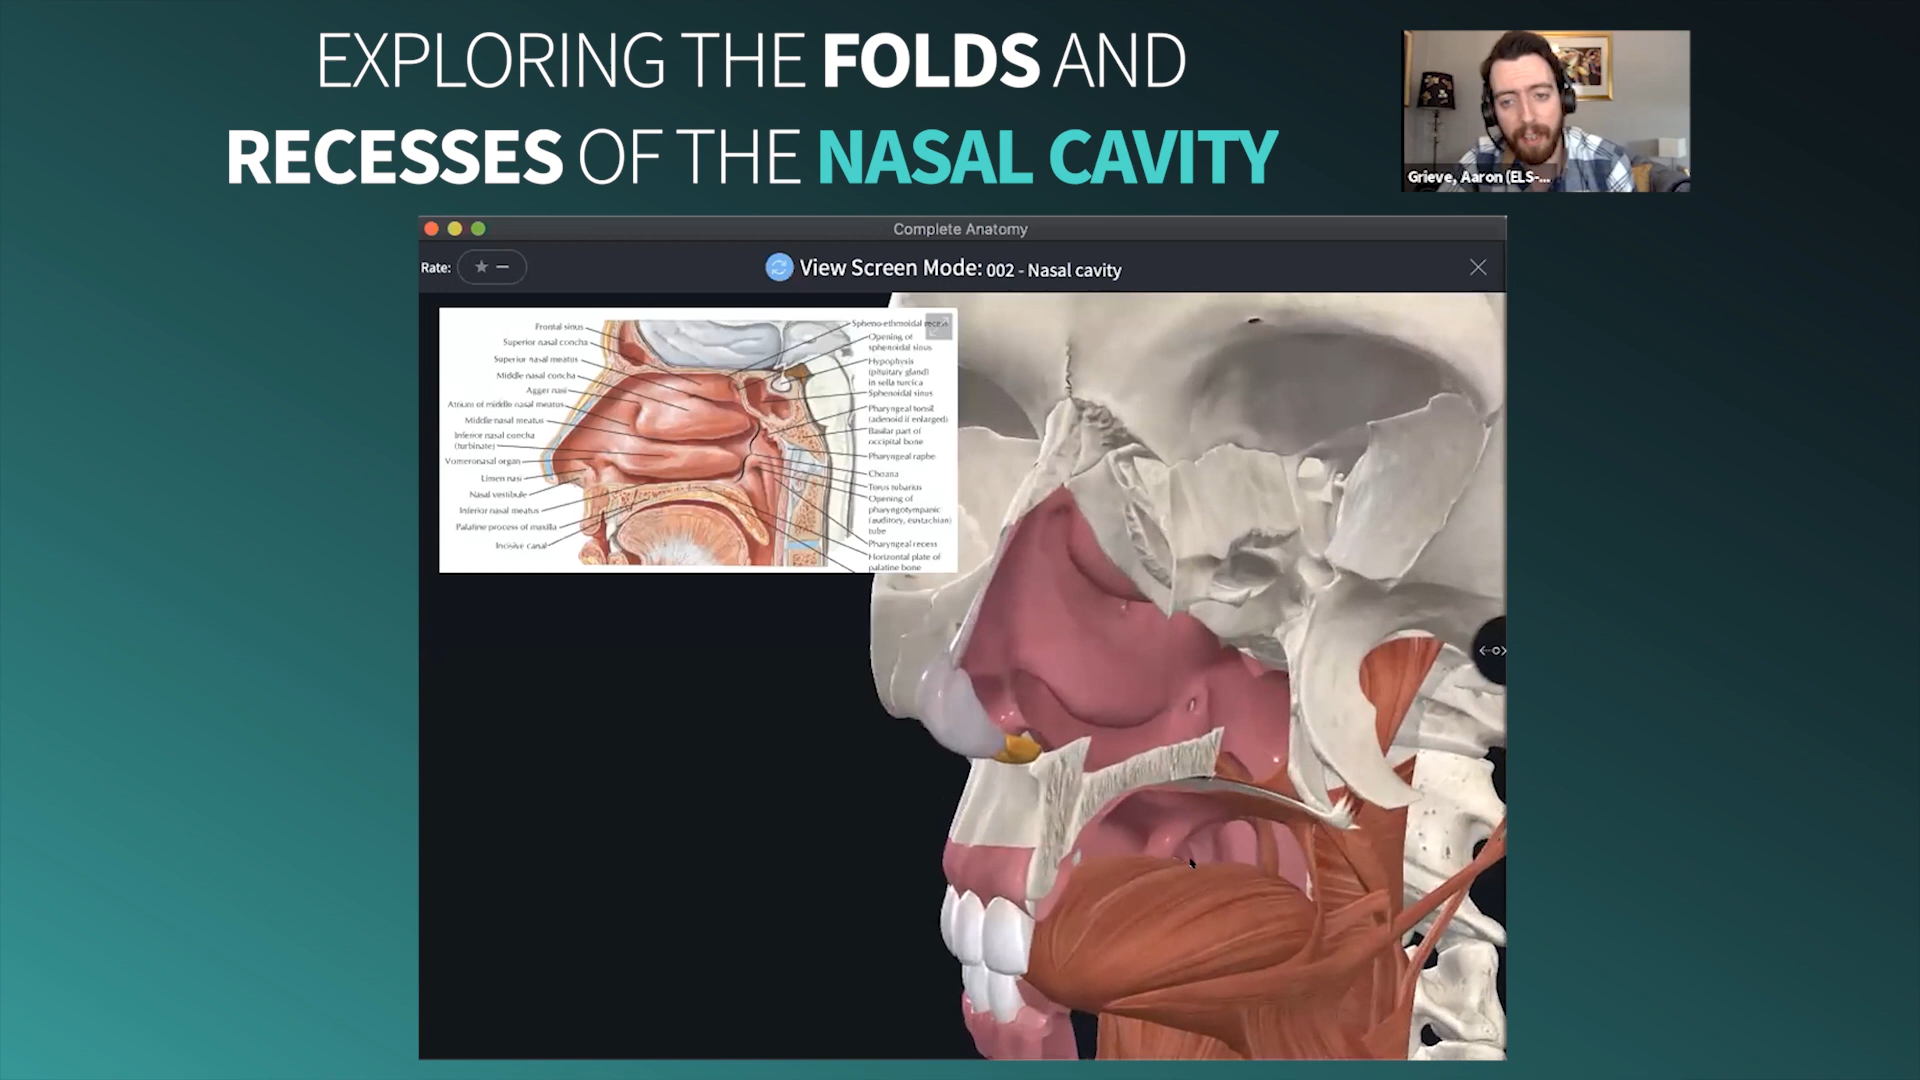 EXPLORING THE FOLDS AND
RECESSES OF THE NASAL CAVITY
Grieve, Aaron (ELS-...
Complete Anatomy
Rate:
View Screen Mode: 002 - Nasal cavity
Frontal sinus
Superior nasal concha
Superior nasal meatus
Middle nasal concha
Agger nasi
Atrium of middle nasal meatus
Middle nasal meatus
Inferior nasal concha
(turbinate)
Vomeronasal organ
Limen nasi
Nasal vestibule
Inferior nasal meatus
Palatine process of maxilla
Incisive canal
Spheno-ethmoidal recess
Opening of
sphenoidal sinus
Hypophysis
(pituitary gland)
in sella turcica
Sphenoidal sinus
Pharyngeal tonsil
(adenoid if enlarged)
Basilar part of
occipital bone
Pharyngeal raphe
Choana
Torus tubarius
Opening of
pharyngotympanic
(auditory, eustachian)
tube
Pharyngeal recess
Horizontal plate of
palatine bone